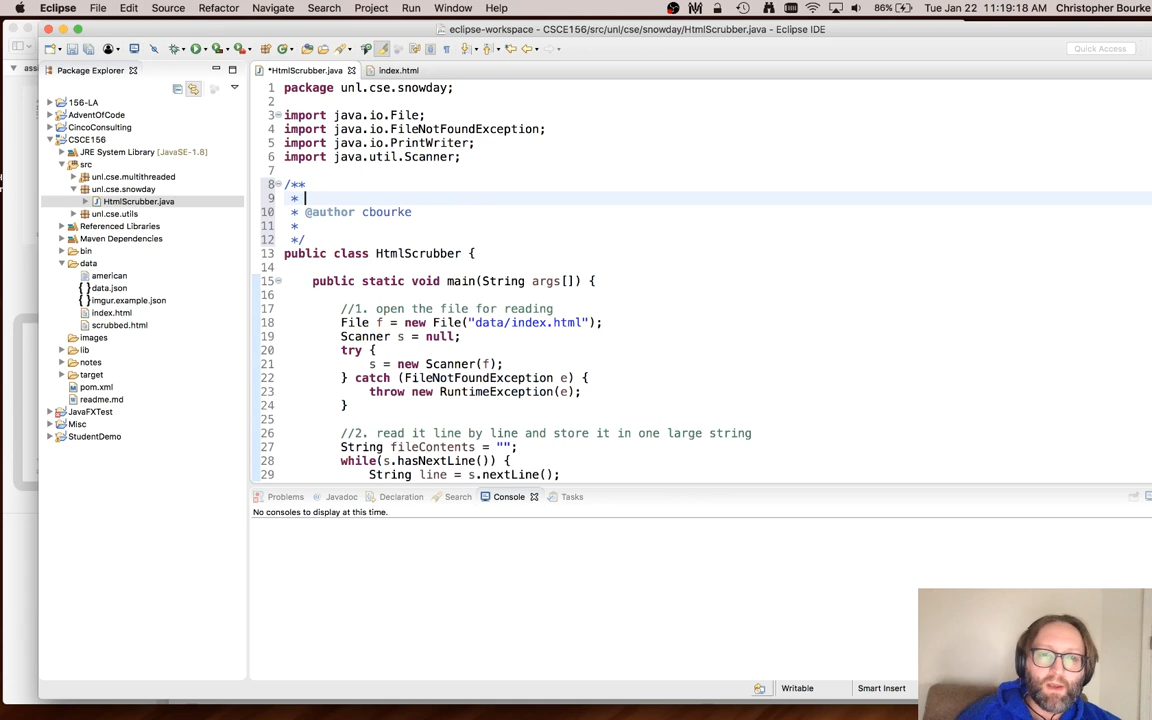 Eclipse File Edit Source Refactor Navigate Search Project Run Window Help 86% Tue Jan 22 11:19:18 AM Christopher Bourke
eclipse-workspace - CSCE156/src/unl/cse/snowday/HtmlScrubber.java - Eclipse IDE
Quick Access
Package Explorer
156-LA
AdventOfCode
CincoConsulting
CSCE156
JRE System Library [JavaSE-1.8]
src
unl.cse.multithreaded
unl.cse.snowday
HtmlScrubber.java
unl.cse.utils
Referenced Libraries
Maven Dependencies
bin
data
american
data.json
imgur.example.json
index.html
scrubbed.html
images
lib
notes
target
pom.xml
readme.md
JavaFXTest
Misc
StudentDemo
*HtmlScrubber.java index.html
1 package unl.cse.snowday;
2
3 import java.io.File;
4 import java.io.FileNotFoundException;
5 import java.io.PrintWriter;
6 import java.util.Scanner;
7
8 /**
9 *
10 * @author cbourke
11 *
12 */
13 public class HtmlScrubber {
14
15 public static void main(String args[]) {
16
17 //1. open the file for reading
18 File f = new File("data/index.html");
19 Scanner s = null;
20 try {
21 s = new Scanner(f);
22 } catch (FileNotFoundException e) {
23 throw new RuntimeException(e);
24 }
25
26 //2. read it line by line and store it in one large string
27 String fileContents = "";
28 while(s.hasNextLine()) {
29 String line = s.nextLine();
Problems Javadoc Declaration Search Console Tasks
No consoles to display at this time.
Writable Smart Insert